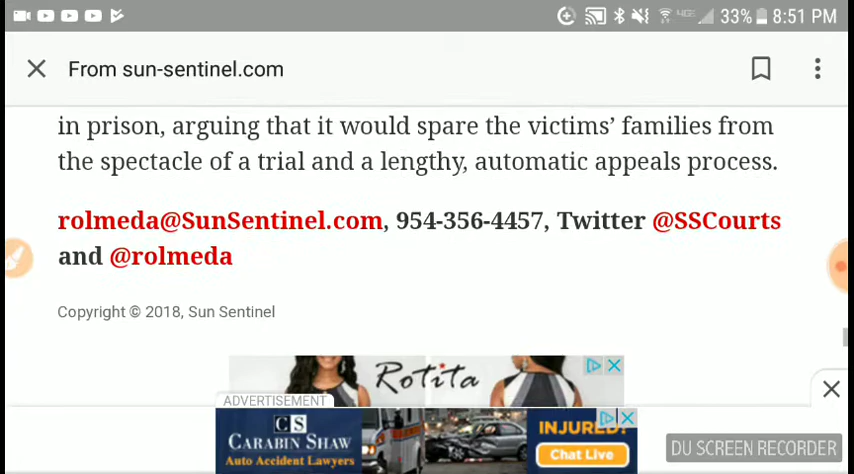 33% 8:51 PM
From sun-sentinel.com
in prison, arguing that it would spare the victims’ families from
the spectacle of a trial and a lengthy, automatic appeals process.
rolmeda@SunSentinel.com, 954-356-4457, Twitter @SSCourts
and @rolmeda
Copyright © 2018, Sun Sentinel
Rotita
ADVERTISEMENT
CS
CARABIN SHAW
Auto Accident Lawyers
INJURED?
Chat Live
DU SCREEN RECORDER